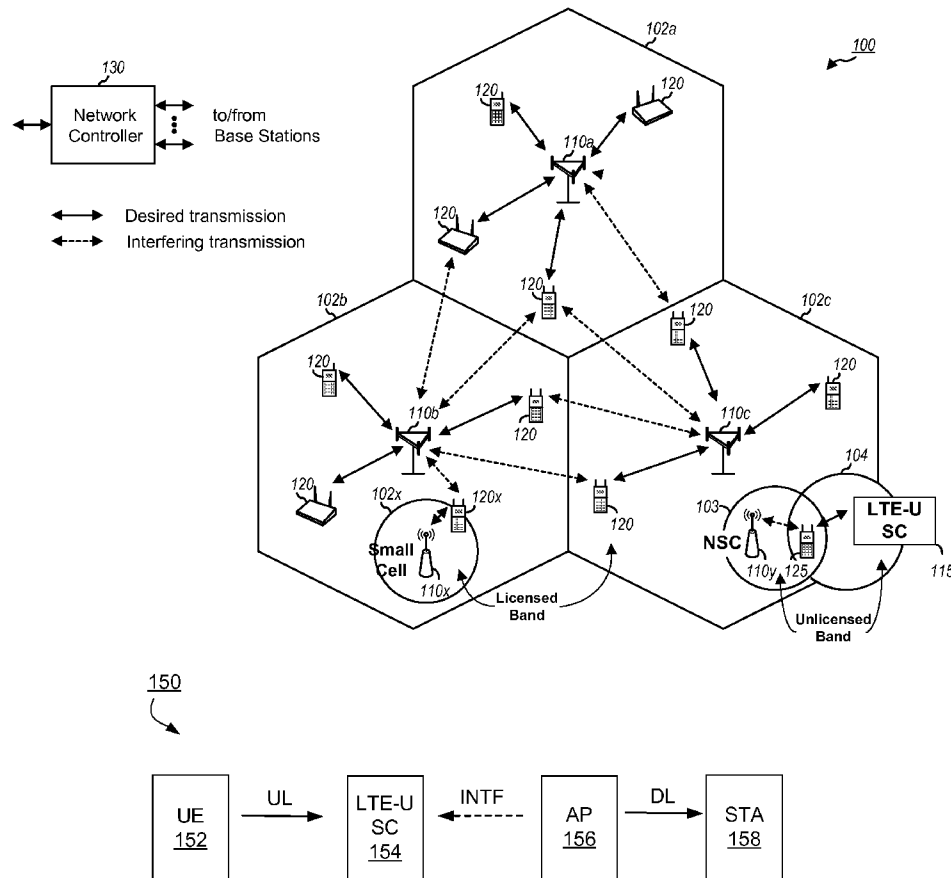 102a
100
130
Network
Controller
to/from
Base Stations
120
120
110a
Desired transmission
Interfering transmission
120
102b
120
102c
120
120
120
110b
120
110c
120
102x
120x
120
104
103
LTE-U
SC
NSC
Small
Cell
110x
110y
125
115
Licensed
Band
Unlicensed
Band
150
UE
152
UL
LTE-U
SC
154
INTF
AP
156
DL
STA
158